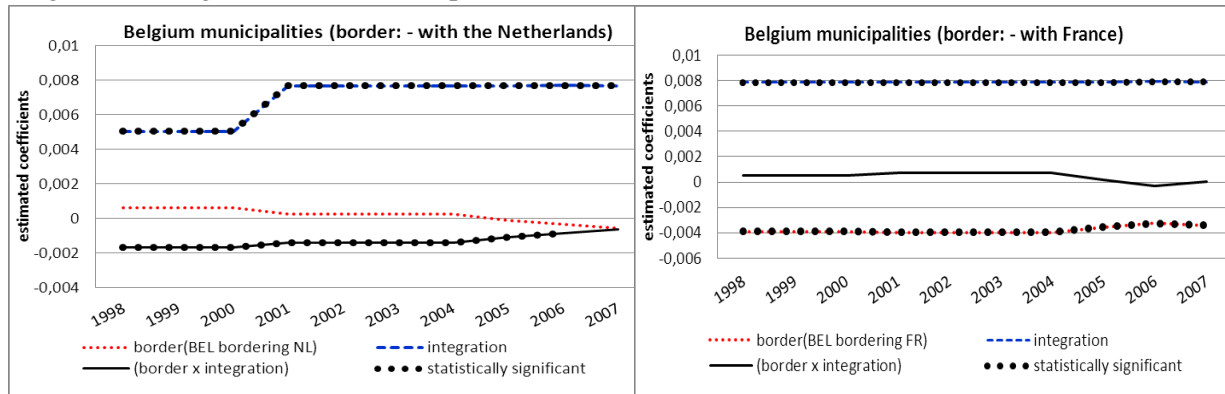 Belgium municipalities (border: - with the Netherlands)
0,01
0,008
0,006
0,004
0,002
0
-0,002
-0,004
estimated coefficients
1998 1999 2000 2001 2002 2003 2004 2005 2006 2007
border(BEL bordering NL) integration
(border x integration) statistically significant
Belgium municipalities (border: - with France)
0,01
0,008
0,006
0,004
0,002
0
-0,002
-0,004
-0,006
estimated coefficients
1998 1999 2000 2001 2002 2003 2004 2005 2006 2007
border(BEL bordering FR) integration
(border x integration) statistically significant